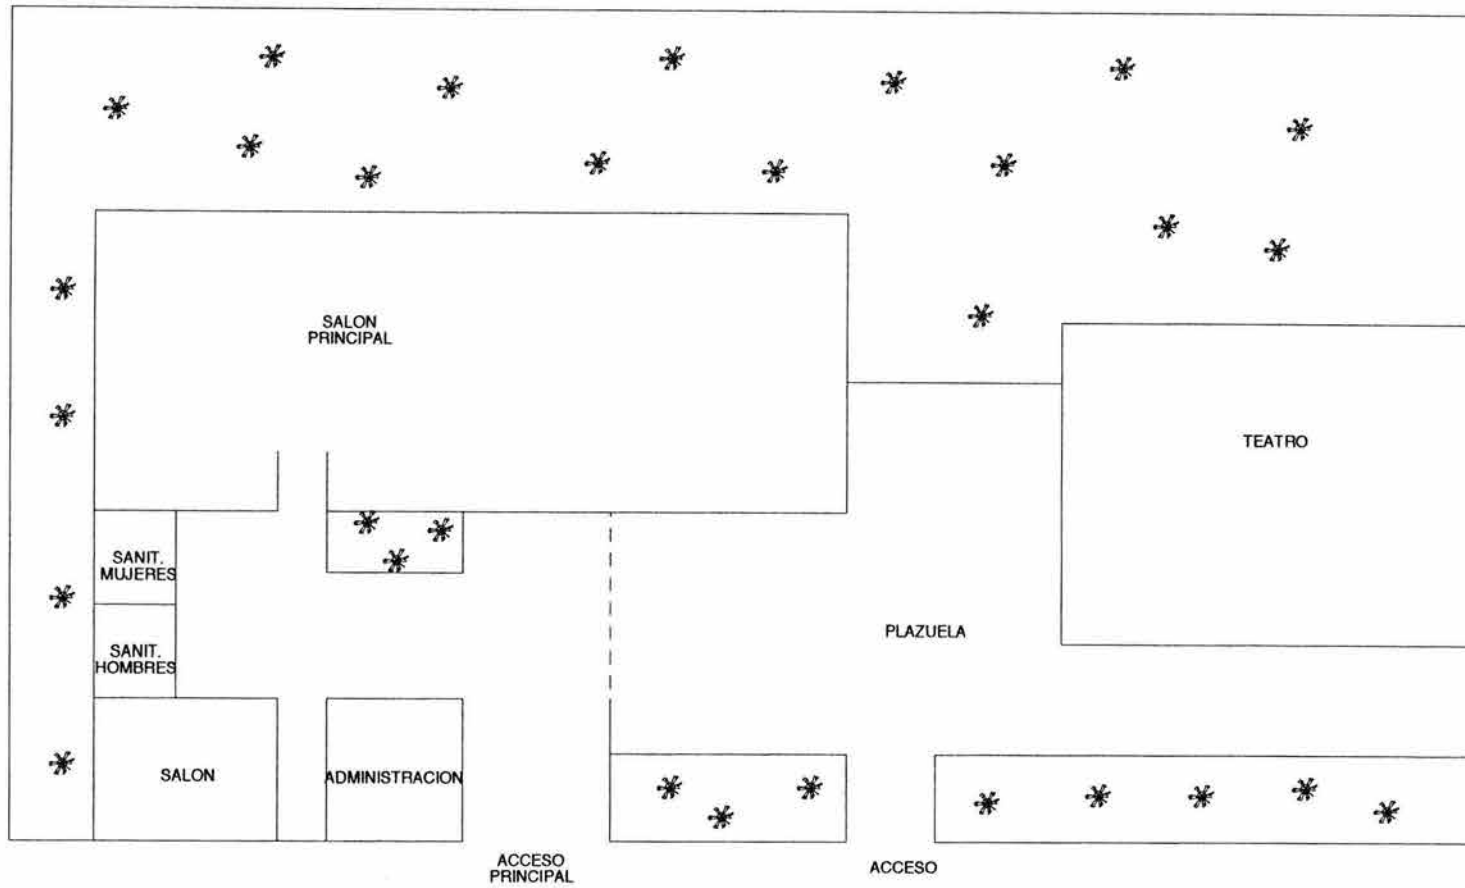 SALON
PRINCIPAL
TEATRO
SANIT.
MUJERES
PLAZUELA
SANIT.
HOMBRES
SALON
ADMINISTRACION
ACCESO
PRINCIPAL
ACCESO